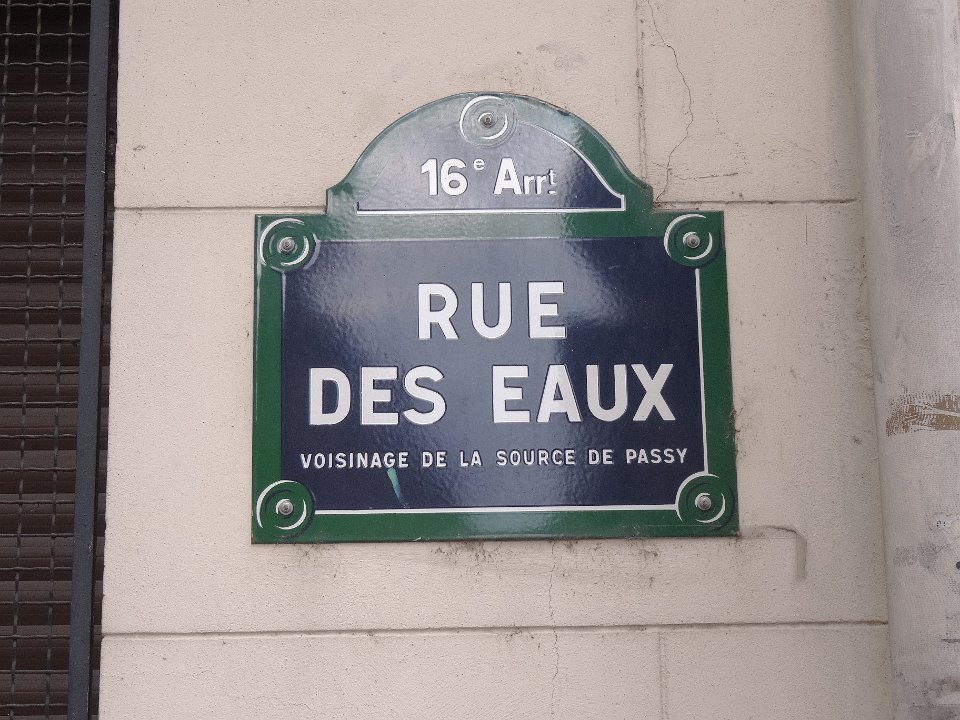 16e Arrt
RUE
DES EAUX
VOISINAGE DE LA SOURCE DE PASSY